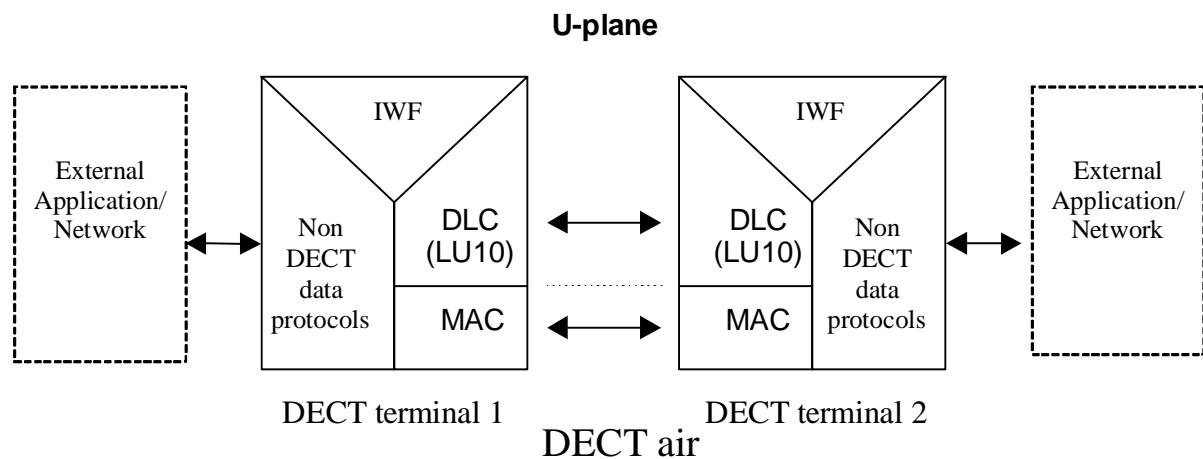 U-plane
External
Application/
Network
IWF
Non
DECT
data
protocols
DLC
(LU10)
MAC
IWF
DLC
(LU10)
MAC
Non
DECT
data
protocols
External
Application/
Network
DECT terminal 1
DECT terminal 2
DECT air